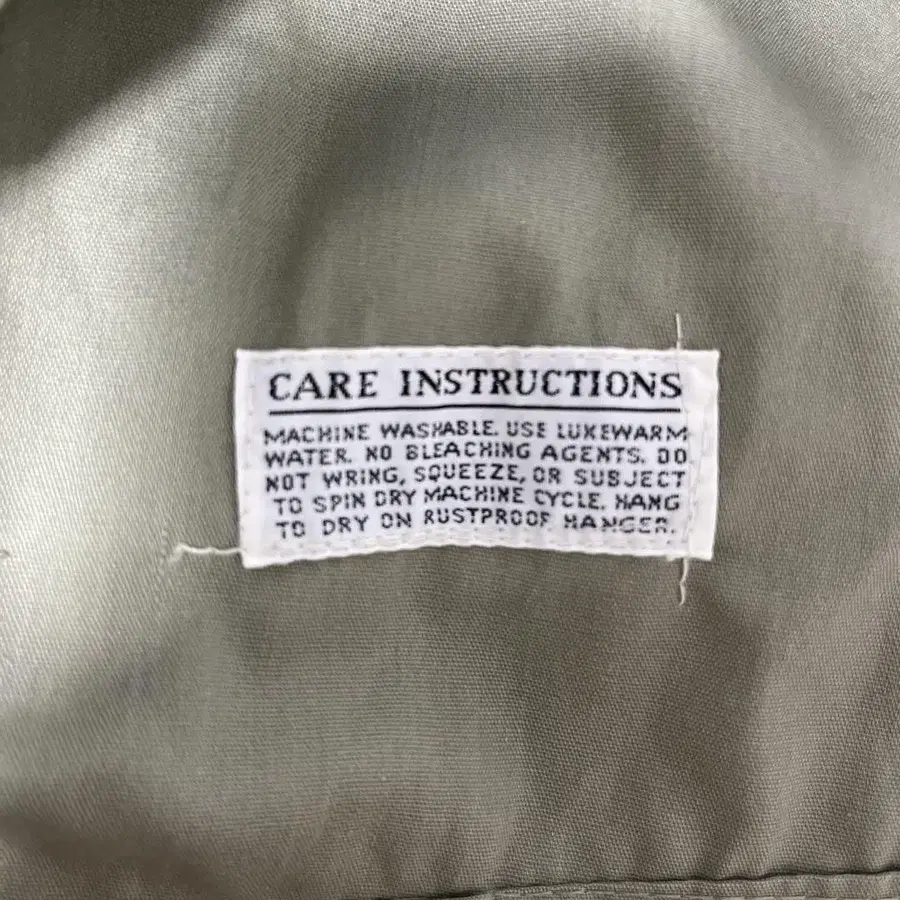 CARE INSTRUCTIONS
MACHINE WASHABLE. USE LUKEWARM
WATER. NO BLEACHING AGENTS. DO
NOT WRING, SQUEEZE, OR SUBJECT
TO SPIN DRY MACHINE CYCLE. HANG
TO DRY ON RUSTPROOF HANGER.